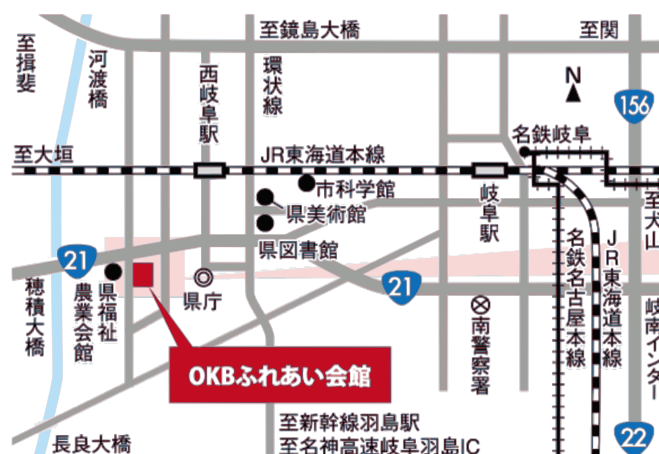 至鏡島大橋
至関
至揖斐
河渡橋
西岐阜駅
環状線
N
156
名鉄岐阜
至大垣
JR東海道本線
市科学館
県美術館
県図書館
岐阜駅
至犬山
21
穂積大橋
県福祉
農業会館
県庁
21
南警察署
名鉄名古屋本線
JR東海道本線
岐南インター
OKBふれあい会館
至新幹線羽島駅
至名神高速岐阜羽島IC
長良大橋
22